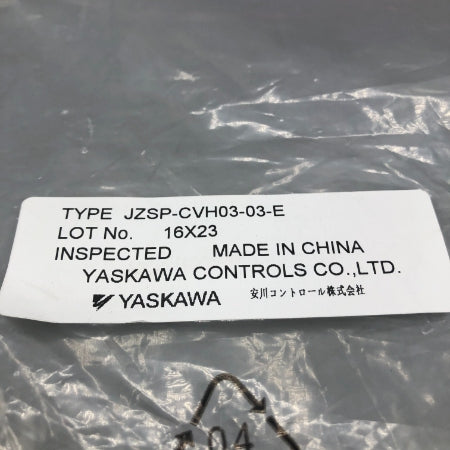 TYPE JZSP-CVH03-03-E
LOT No. 16X23
INSPECTED MADE IN CHINA
YASKAWA CONTROLS CO.,LTD.
YASKAWA 安川コントロール株式会社
04